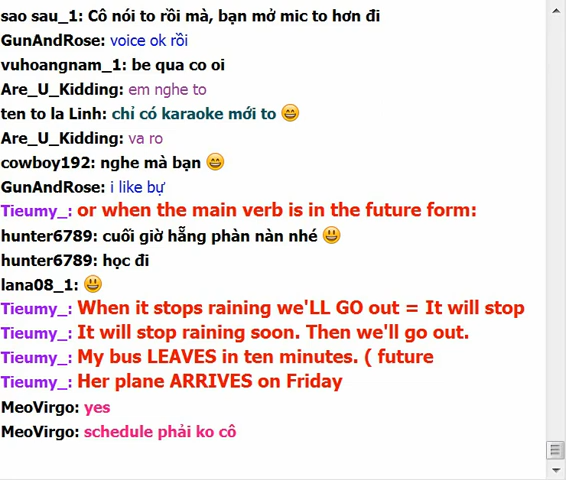 sao sau_1: Cô nói to rồi mà, bạn mở mic to hơn đi
GunAndRose: voice ok rồi
vuhoangnam_1: be qua co oi
Are_U_Kidding: em nghe to
ten to la Linh: chỉ có karaoke mới to 😄
Are_U_Kidding: va ro
cowboy192: nghe mà bạn 😄
GunAndRose: i like bự
Tieumy_: or when the main verb is in the future form:
hunter6789: cuối giờ hẵng phàn nàn nhé 😃
hunter6789: học đi
lana08_1: 😃
Tieumy_: When it stops raining we'LL GO out = It will stop
Tieumy_: It will stop raining soon. Then we'll go out.
Tieumy_: My bus LEAVES in ten minutes. ( future
Tieumy_: Her plane ARRIVES on Friday
MeoVirgo: yes
MeoVirgo: schedule phải ko cô